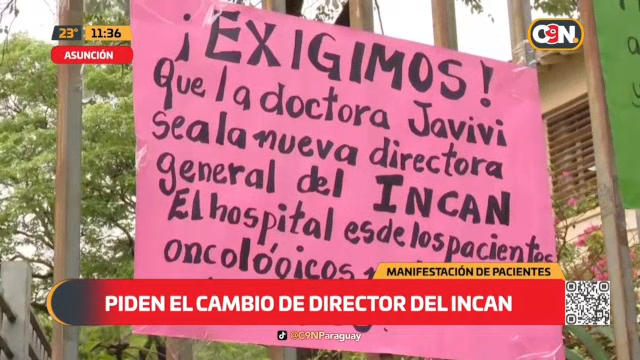 23°
11:36
ASUNCIÓN
C9N
¡EXIGIMOS!
Que la doctora Javivi
sea la nueva directora
general del INCAN
El hospital es de los pacientes
oncológicos
MANIFESTACIÓN DE PACIENTES
PIDEN EL CAMBIO DE DIRECTOR DEL INCAN
@C9NParaguay